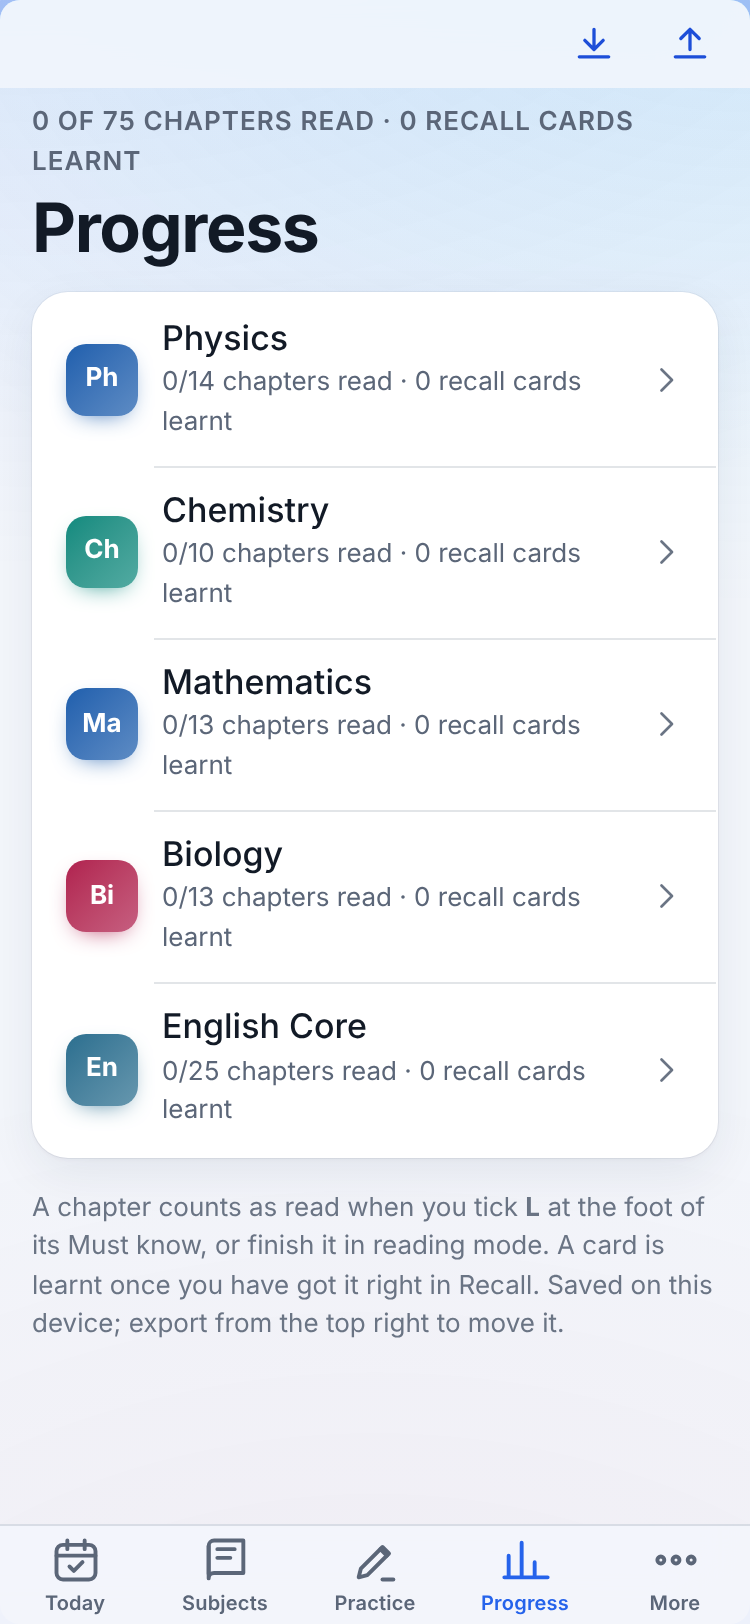 0 OF 75 CHAPTERS READ · 0 RECALL CARDS
LEARNT
Progress
Ph
Physics
0/14 chapters read · 0 recall cards
learnt
Ch
Chemistry
0/10 chapters read · 0 recall cards
learnt
Ma
Mathematics
0/13 chapters read · 0 recall cards
learnt
Bi
Biology
0/13 chapters read · 0 recall cards
learnt
En
English Core
0/25 chapters read · 0 recall cards
learnt
A chapter counts as read when you tick L at the foot of
its Must know, or finish it in reading mode. A card is
learnt once you have got it right in Recall. Saved on this
device; export from the top right to move it.
Today
Subjects
Practice
Progress
More